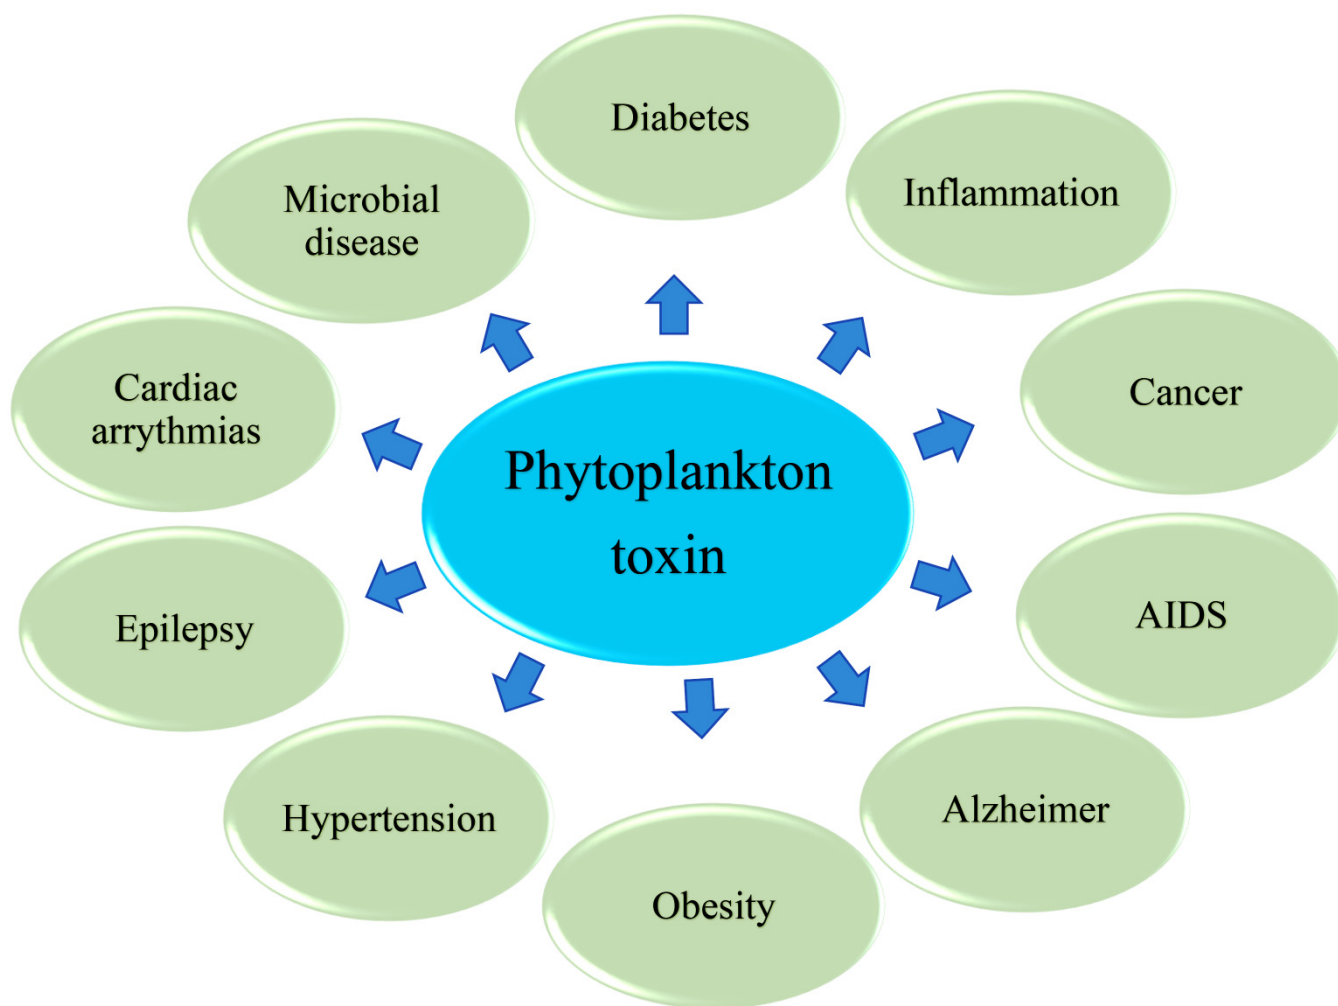 Diabetes
Inflammation
Microbial
disease
Cancer
Cardiac
arrythmias
Phytoplankton
toxin
AIDS
Epilepsy
Alzheimer
Hypertension
Obesity